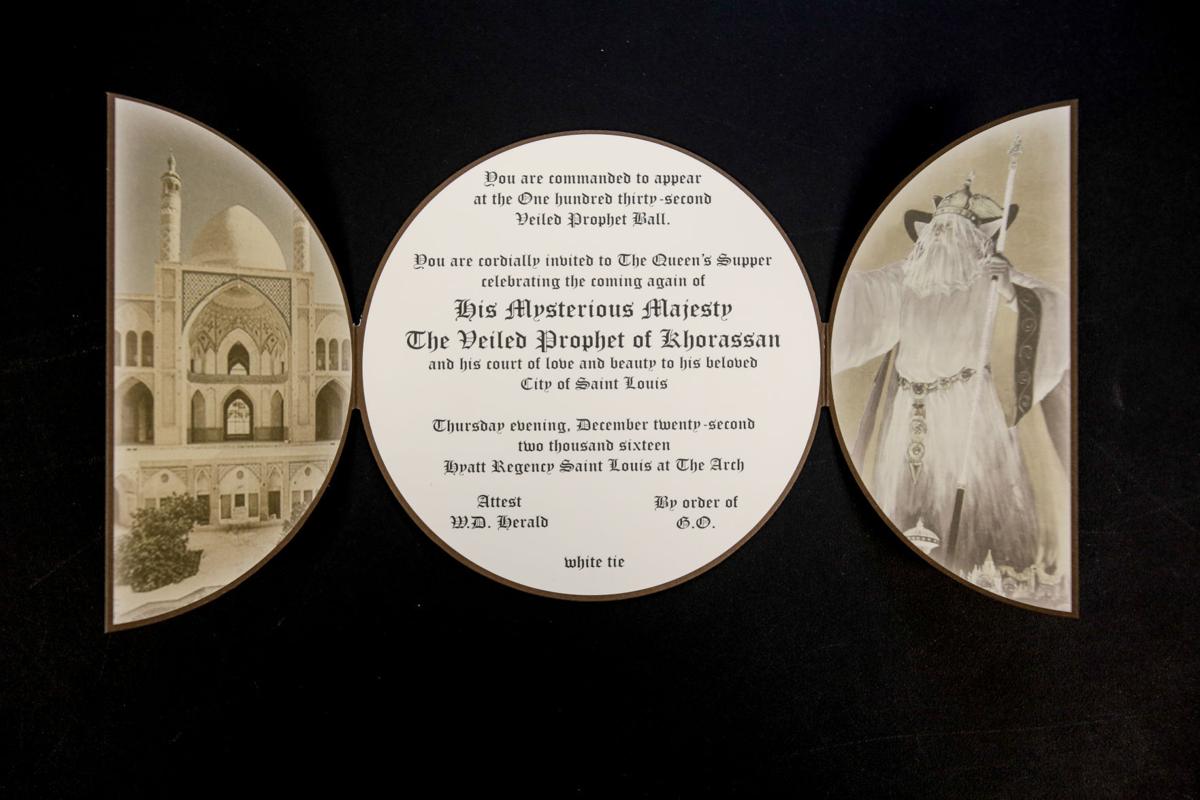 You are commanded to appear
at the One hundred thirty-second
Veiled Prophet Ball.
You are cordially invited to The Queen's Supper
celebrating the coming again of
His Mysterious Majesty
The Veiled Prophet of Khorassan
and his court of love and beauty to his beloved
City of Saint Louis
Thursday evening, December twenty-second
two thousand sixteen
Hyatt Regency Saint Louis at The Arch
Attest
W.D. Herald
By order of
G.O.
white tie